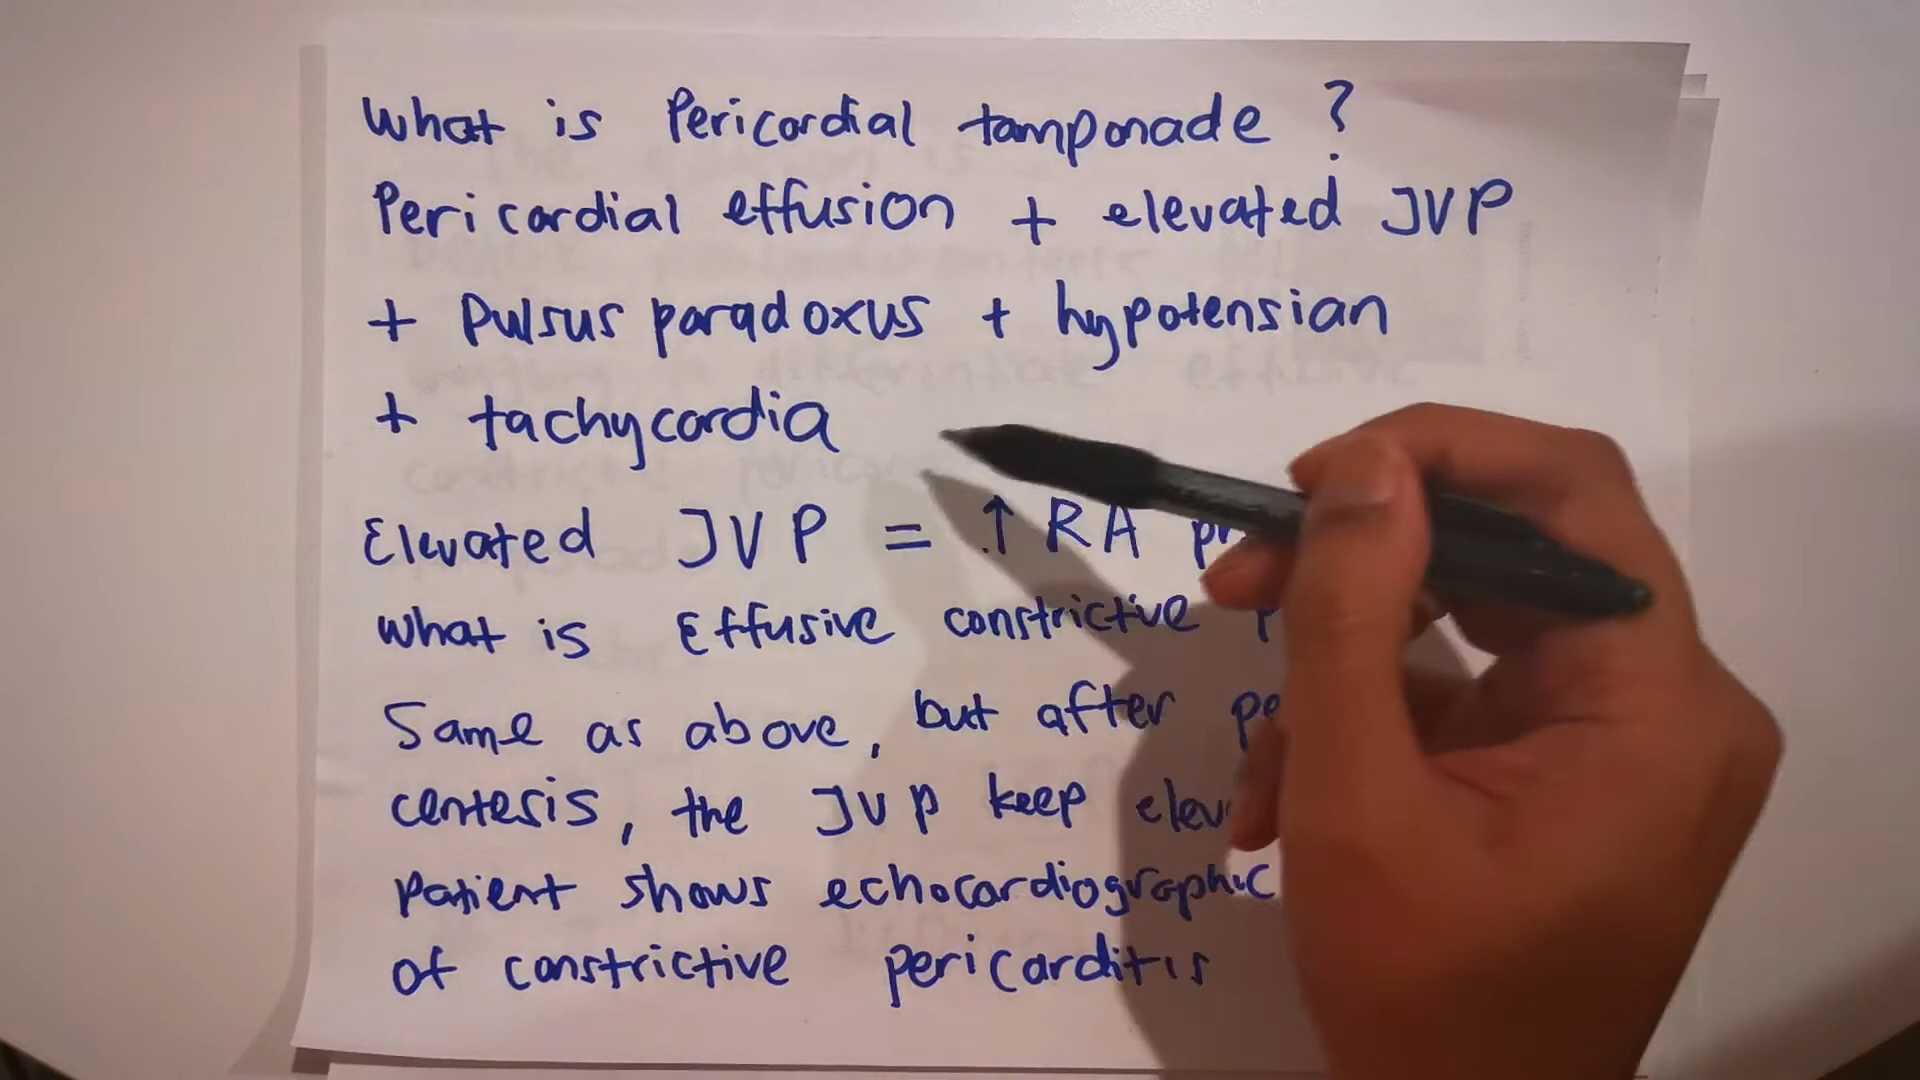 What is Pericardial tamponade ?
Pericardial effusion + elevated JVP
+ Pulsus paradoxus + hypotensian
+ tachycardia
Elevated JVP = ↑ RA
What is Effusive constrictive
Same as above, but after
centesis, the JVP keep
patient shows echocardiographic
of constrictive pericarditis